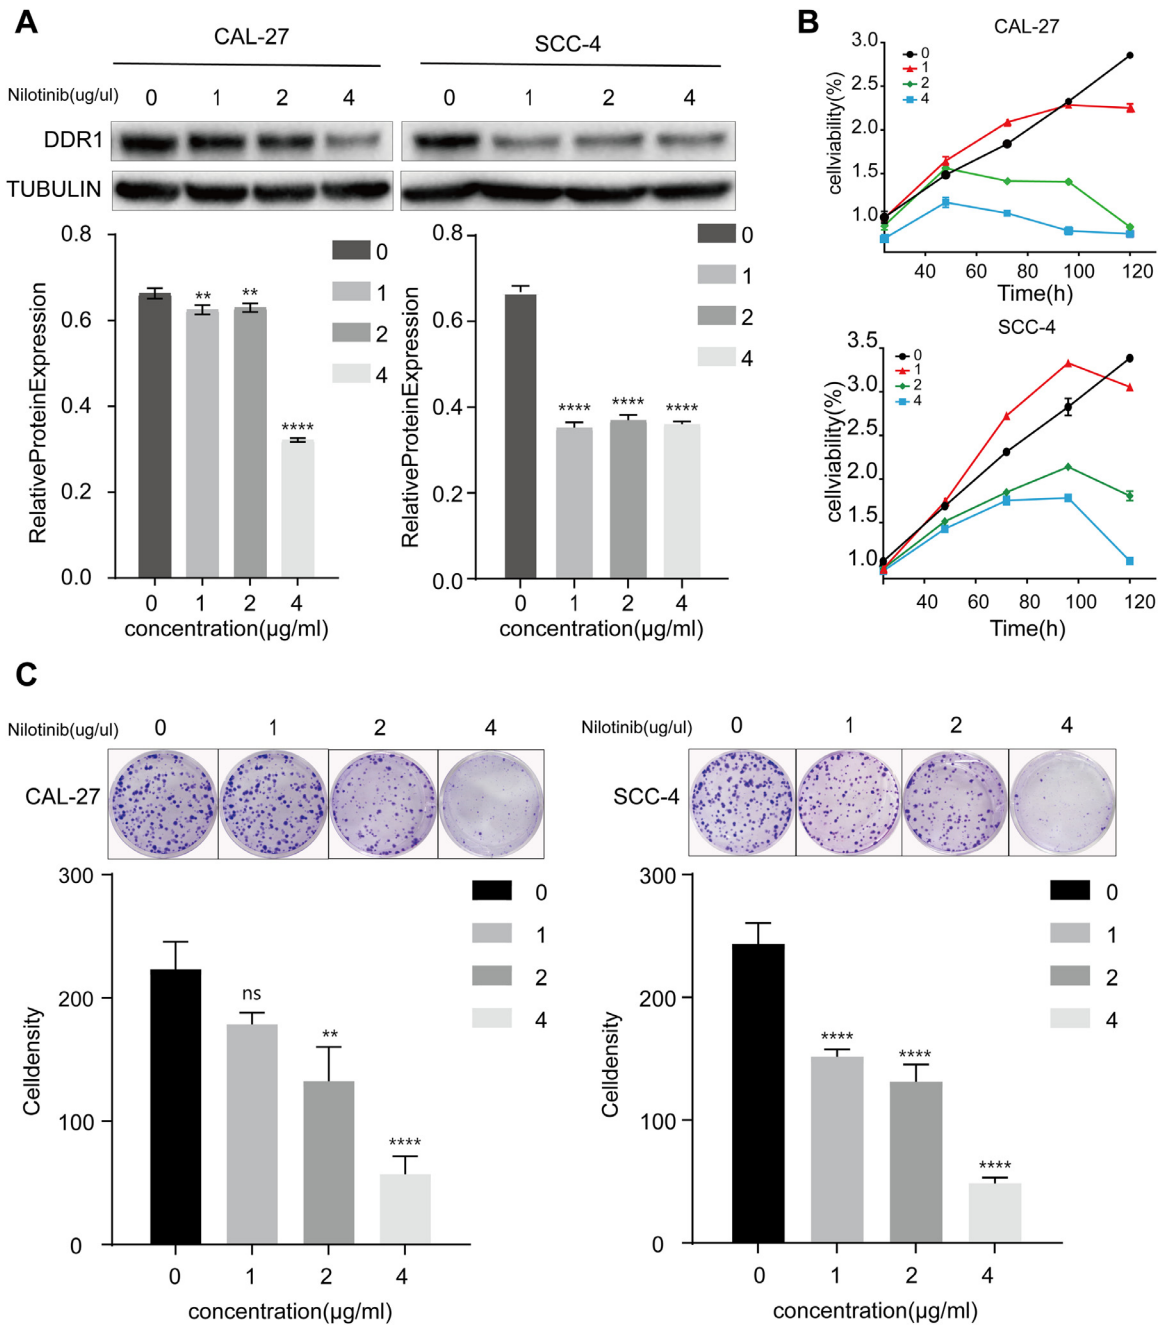 A
CAL-27
SCC-4
Nilotinib(ug/ul) 0 1 2 4 0 1 2 4
DDR1
TUBULIN
RelativeProteinExpression
0.8
0.6
0.4
0.2
0.0
** ** ****
0
1
2
4
0 1 2 4
concentration(µg/ml)
RelativeProteinExpression
0.8
0.6
0.4
0.2
0.0
**** **** ****
0
1
2
4
0 1 2 4
concentration(µg/ml)
B
CAL-27
cellviability(%)
3.0
2.5
2.0
1.5
1.0
0
1
2
4
40 60 80 100 120
Time(h)
SCC-4
cellviability(%)
3.5
3.0
2.5
2.0
1.5
1.0
0
1
2
4
40 60 80 100 120
Time(h)
C
Nilotinib(ug/ul) 0 1 2 4
CAL-27
Celldensity
300
200
100
0
ns ** ****
0
1
2
4
0 1 2 4
concentration(µg/ml)
Nilotinib(ug/ul) 0 1 2 4
SCC-4
Celldensity
300
200
100
0
**** **** ****
0
1
2
4
0 1 2 4
concentration(µg/ml)